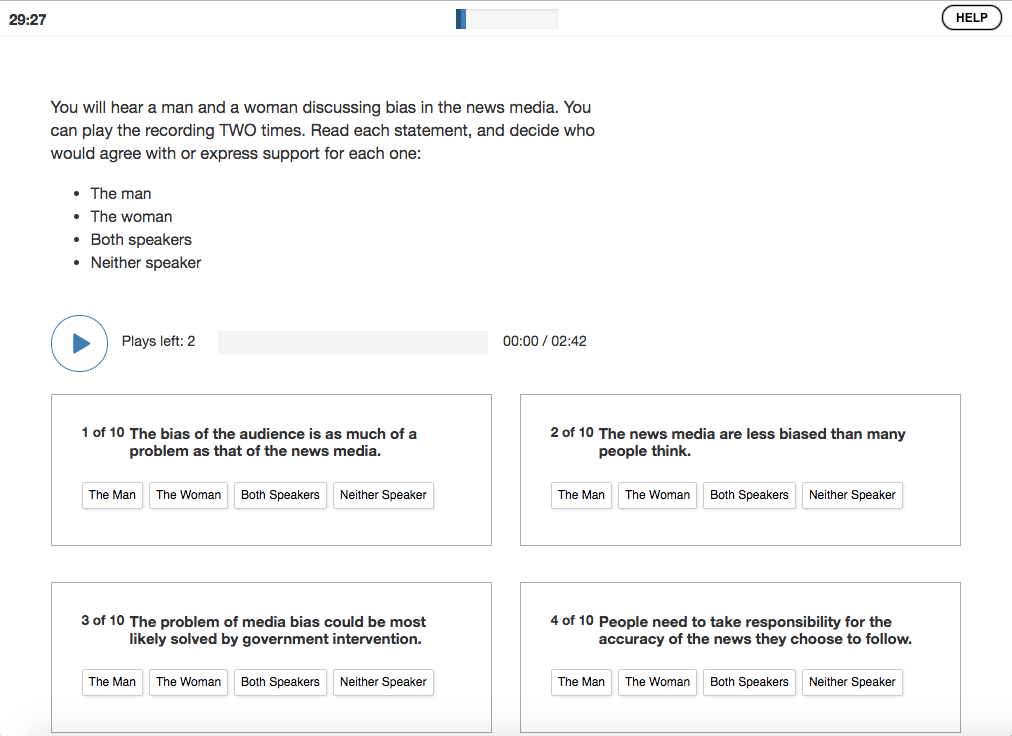 29:27
HELP
You will hear a man and a woman discussing bias in the news media. You
can play the recording TWO times. Read each statement, and decide who
would agree with or express support for each one:
• The man
• The woman
• Both speakers
• Neither speaker
Plays left: 2
00:00 / 02:42
1 of 10 The bias of the audience is as much of a
problem as that of the news media.
The Man The Woman Both Speakers Neither Speaker
2 of 10 The news media are less biased than many
people think.
The Man The Woman Both Speakers Neither Speaker
3 of 10 The problem of media bias could be most
likely solved by government intervention.
The Man The Woman Both Speakers Neither Speaker
4 of 10 People need to take responsibility for the
accuracy of the news they choose to follow.
The Man The Woman Both Speakers Neither Speaker